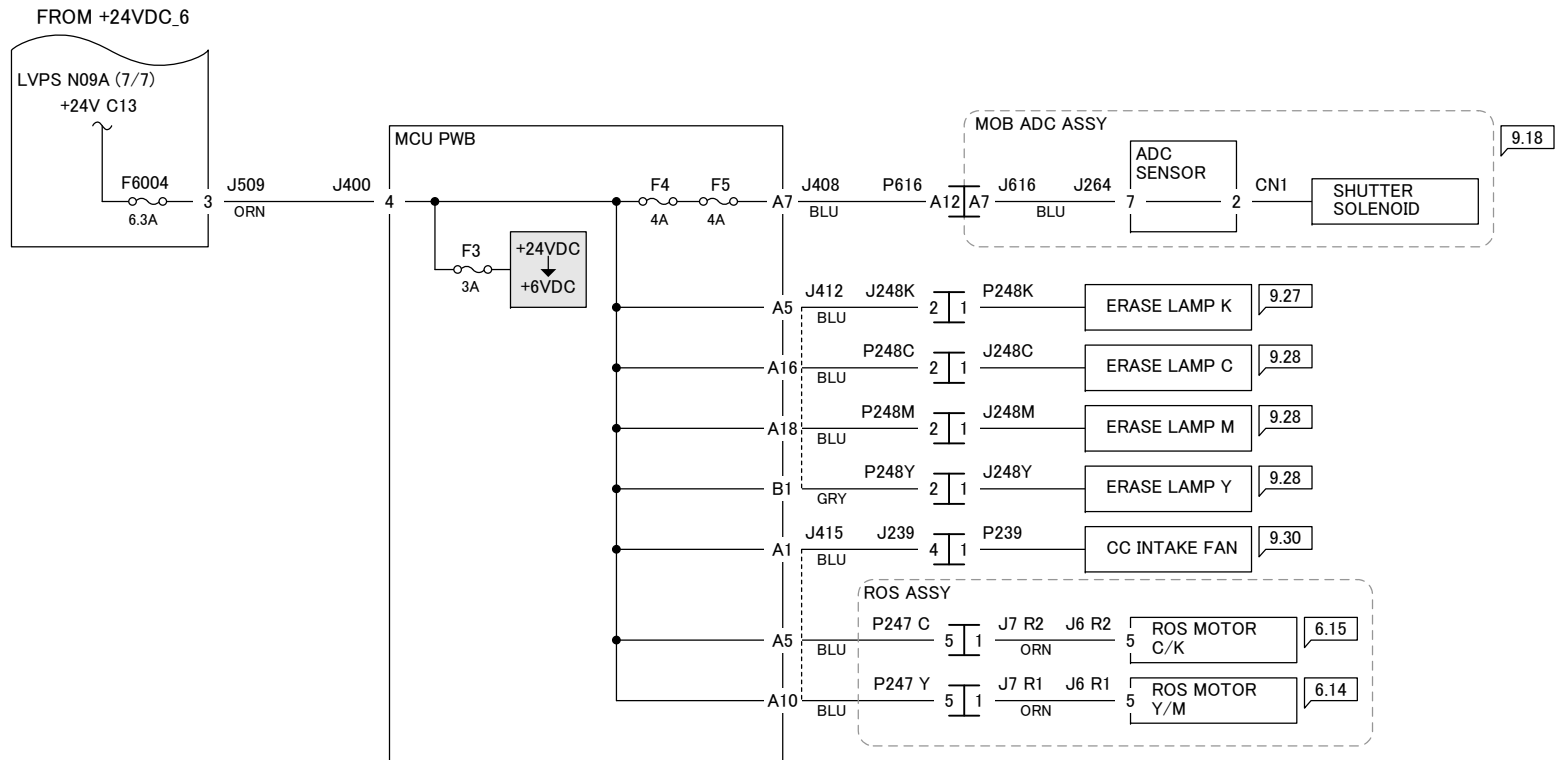 FROM +24VDC_6
LVPS N09A (7/7)
+24V C13
F6004
6.3A
3
J509
ORN
J400
4
MCU PWB
F3
3A
+24VDC
+6VDC
F4
4A
F5
4A
A7
J408
BLU
P616
A12
A7
MOB ADC ASSY
J616
BLU
J264
7
ADC
SENSOR
2
CN1
SHUTTER
SOLENOID
9.18
A5
J412
BLU
J248K
2
1
P248K
ERASE LAMP K
9.27
A16
BLU
P248C
2
1
J248C
ERASE LAMP C
9.28
A18
BLU
P248M
2
1
J248M
ERASE LAMP M
9.28
B1
GRY
P248Y
2
1
J248Y
ERASE LAMP Y
9.28
A1
J415
BLU
J239
4
1
P239
CC INTAKE FAN
9.30
ROS ASSY
A5
BLU
P247 C
5
1
J7 R2
ORN
J6 R2
5
ROS MOTOR
C/K
6.15
A10
BLU
P247 Y
5
1
J7 R1
ORN
J6 R1
5
ROS MOTOR
Y/M
6.14